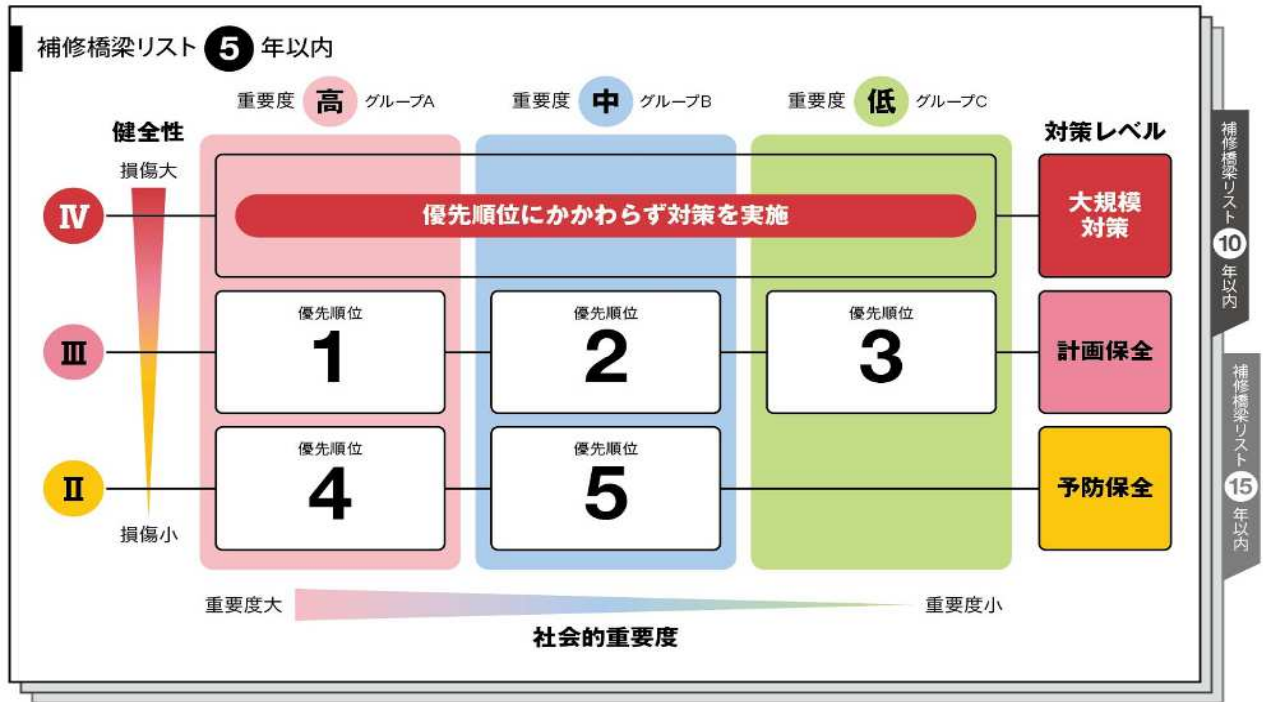 補修橋梁リスト 5 年以内
重要度 高 グループA
重要度 中 グループB
重要度 低 グループC
健全性
対策レベル
損傷大
IV
優先順位にかかわらず対策を実施
大規模
対策
III
優先順位
1
優先順位
2
優先順位
3
計画保全
II
優先順位
4
優先順位
5
予防保全
損傷小
重要度大
重要度小
社会的重要度
補修橋梁リスト 10 年以内
補修橋梁リスト 15 年以内